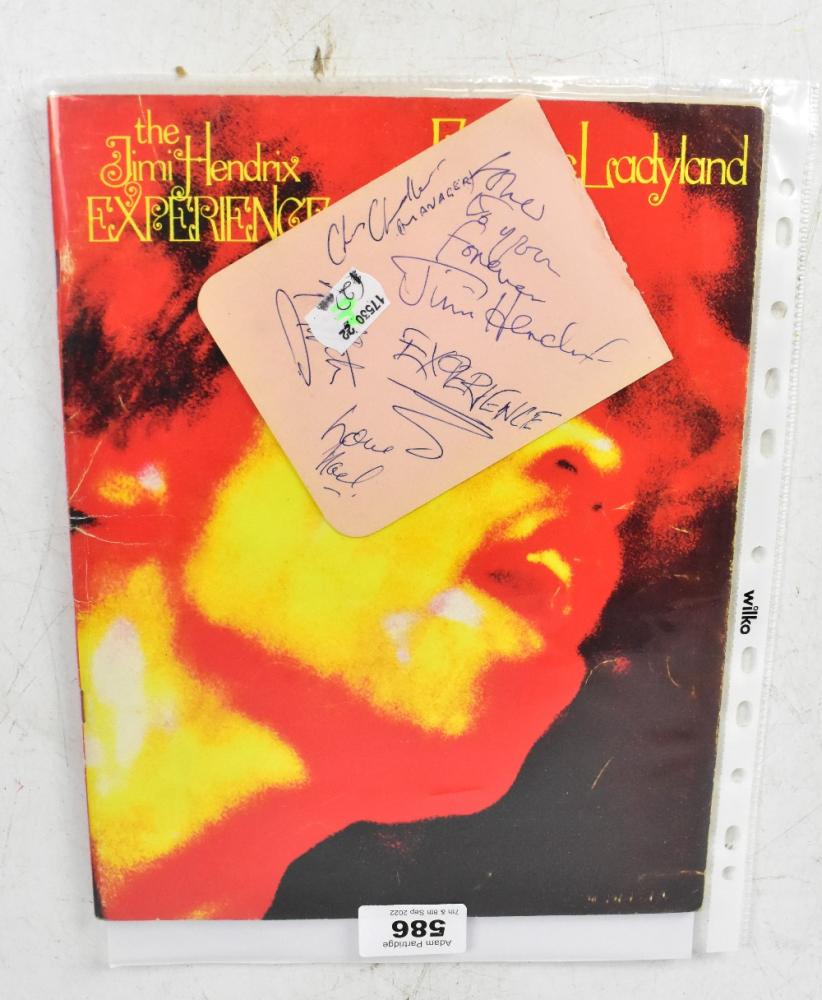 the
Jimi Hendrix
EXPERIENCE
Ladyland
Chas Chandler
(MANAGER)
Love
to you
Forever
Jimi Hendrix
EXPERIENCE
Love
Noel!
17530 22
wilko
Adam Partridge
586
7th & 8th Sep 2022